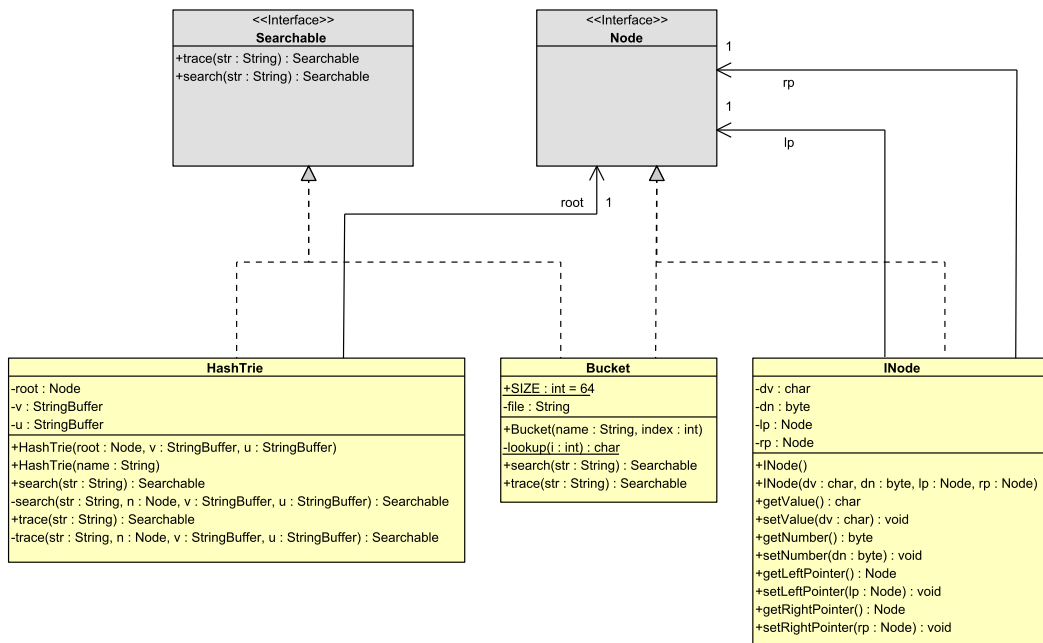 <<Interface>>
Searchable
+trace(str : String) : Searchable
+search(str : String) : Searchable
<<Interface>>
Node
1
rp
1
lp
root
1
HashTrie
-root : Node
-v : StringBuffer
-u : StringBuffer
+HashTrie(root : Node, v : StringBuffer, u : StringBuffer)
+HashTrie(name : String)
+search(str : String) : Searchable
-search(str : String, n : Node, v : StringBuffer, u : StringBuffer) : Searchable
+trace(str : String) : Searchable
-trace(str : String, n : Node, v : StringBuffer, u : StringBuffer) : Searchable
Bucket
+SIZE : int = 64
-file : String
+Bucket(name : String, index : int)
-lookup(i : int) : char
+search(str : String) : Searchable
+trace(str : String) : Searchable
INode
-dv : char
-dn : byte
-lp : Node
-rp : Node
+INode()
+INode(dv : char, dn : byte, lp : Node, rp : Node)
+getValue() : char
+setValue(dv : char) : void
+getNumber() : byte
+setNumber(dn : byte) : void
+getLeftPointer() : Node
+setLeftPointer(lp : Node) : void
+getRightPointer() : Node
+setRightPointer(rp : Node) : void